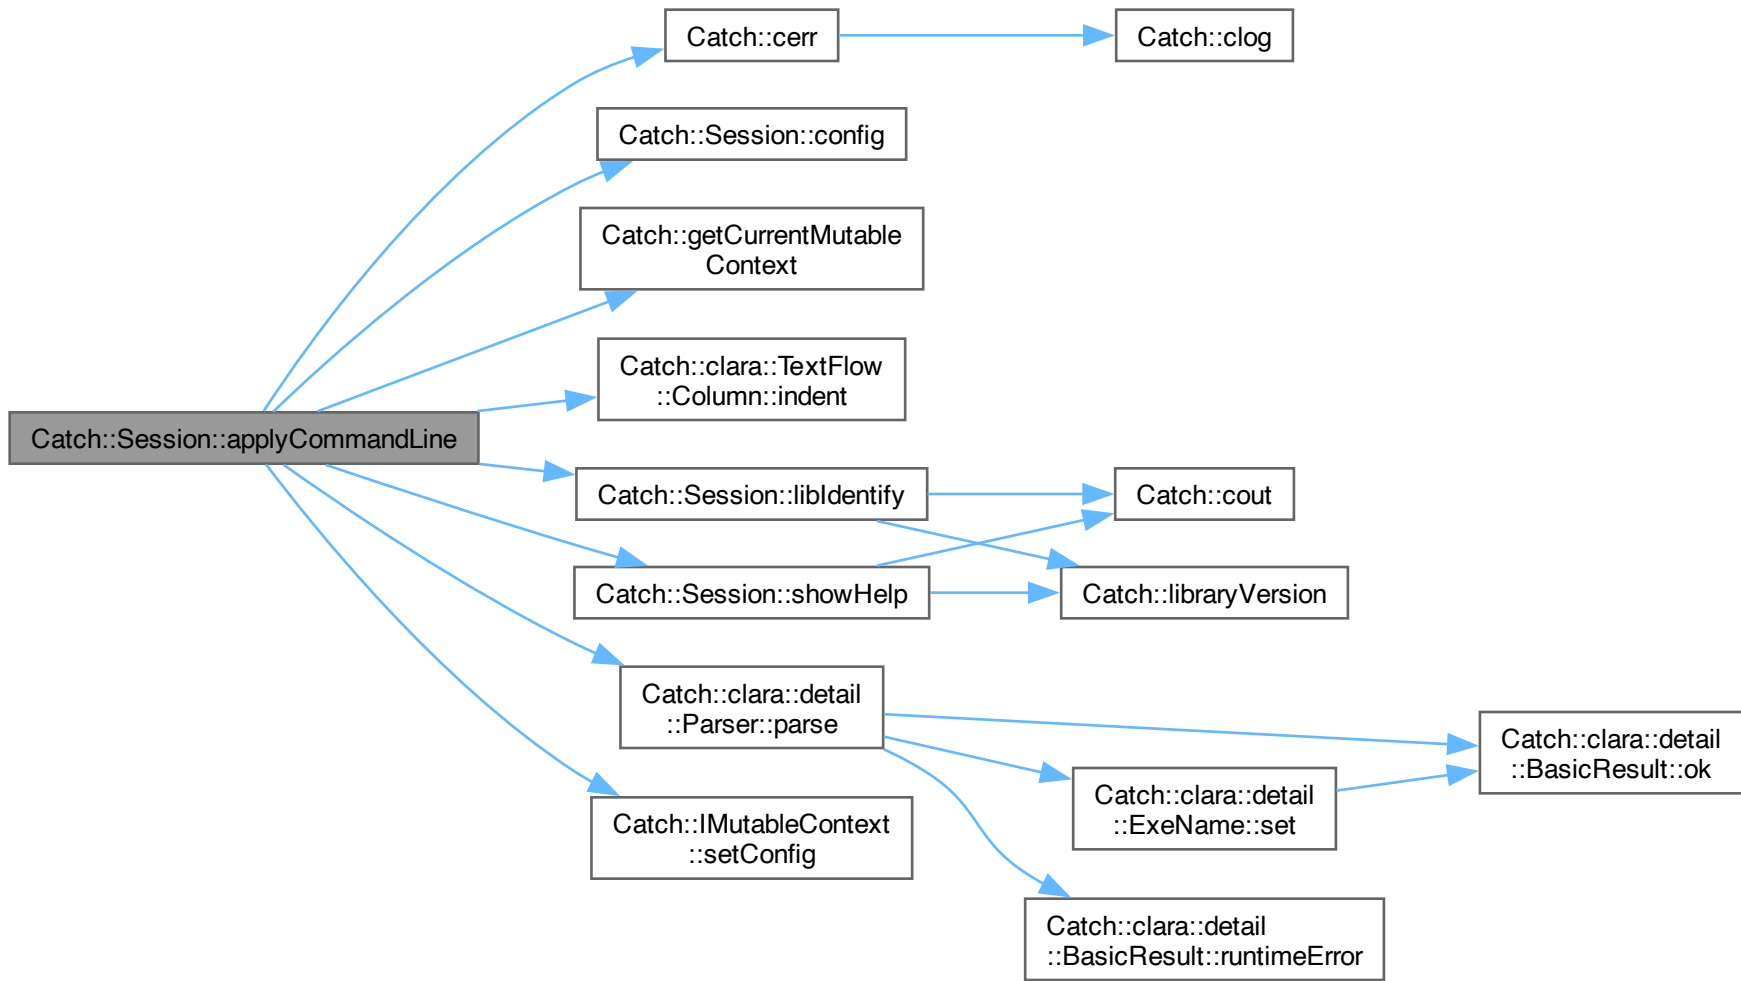 Catch::Session::applyCommandLine
Catch::cerr
Catch::clog
Catch::Session::config
Catch::getCurrentMutable
Context
Catch::clara::TextFlow
::Column::indent
Catch::Session::libIdentify
Catch::cout
Catch::Session::showHelp
Catch::libraryVersion
Catch::clara::detail
::Parser::parse
Catch::clara::detail
::BasicResult::ok
Catch::clara::detail
::ExeName::set
Catch::IMutableContext
::setConfig
Catch::clara::detail
::BasicResult::runtimeError